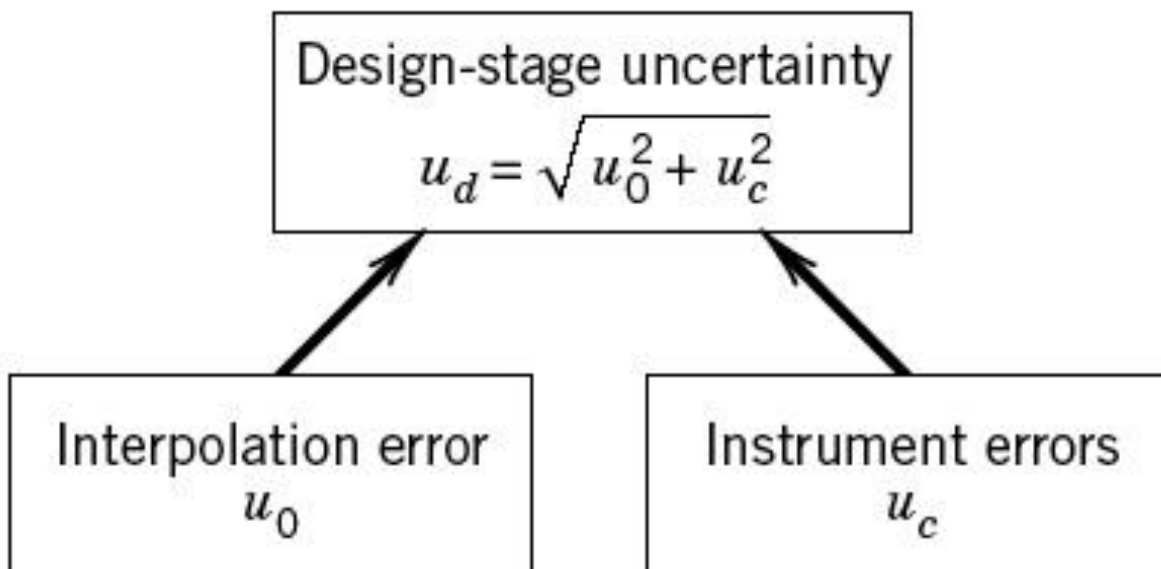 Design-stage uncertainty
u_d = √(u_0^2 + u_c^2)
Interpolation error
u_0
Instrument errors
u_c